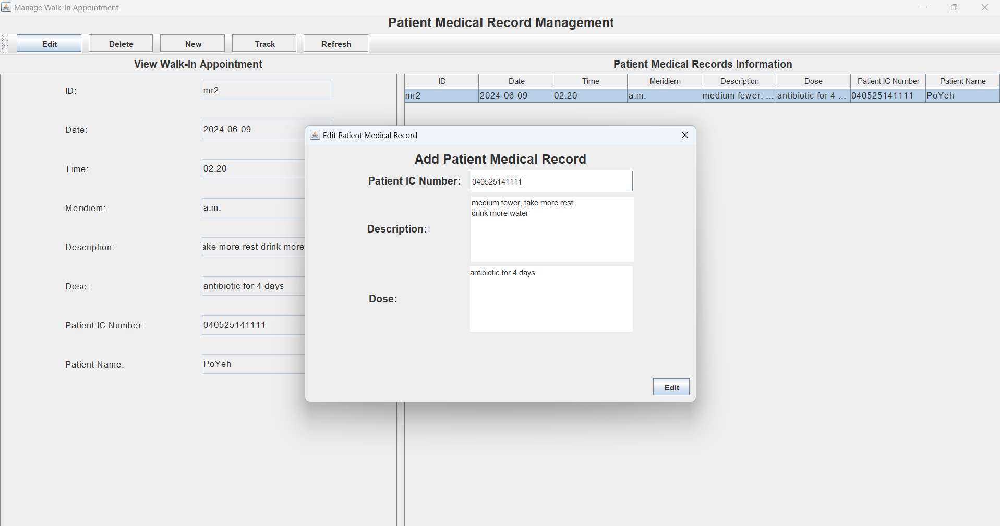 Manage Walk-In Appointment
Patient Medical Record Management
Edit Delete New Track Refresh
View Walk-In Appointment
ID: mr2
Date: 2024-06-09
Time: 02:20
Meridiem: a.m.
Description: ake more rest drink more
Dose: antibiotic for 4 days
Patient IC Number: 040525141111
Patient Name: PoYeh
Patient Medical Records Information
ID Date Time Meridiem Description Dose Patient IC Number Patient Name
mr2 2024-06-09 02:20 a.m. medium fewer, ... antibiotic for 4 ... 040525141111 PoYeh
Edit Patient Medical Record
Add Patient Medical Record
Patient IC Number: 040525141111
Description: medium fewer, take more rest
drink more water
Dose: antibiotic for 4 days
Edit